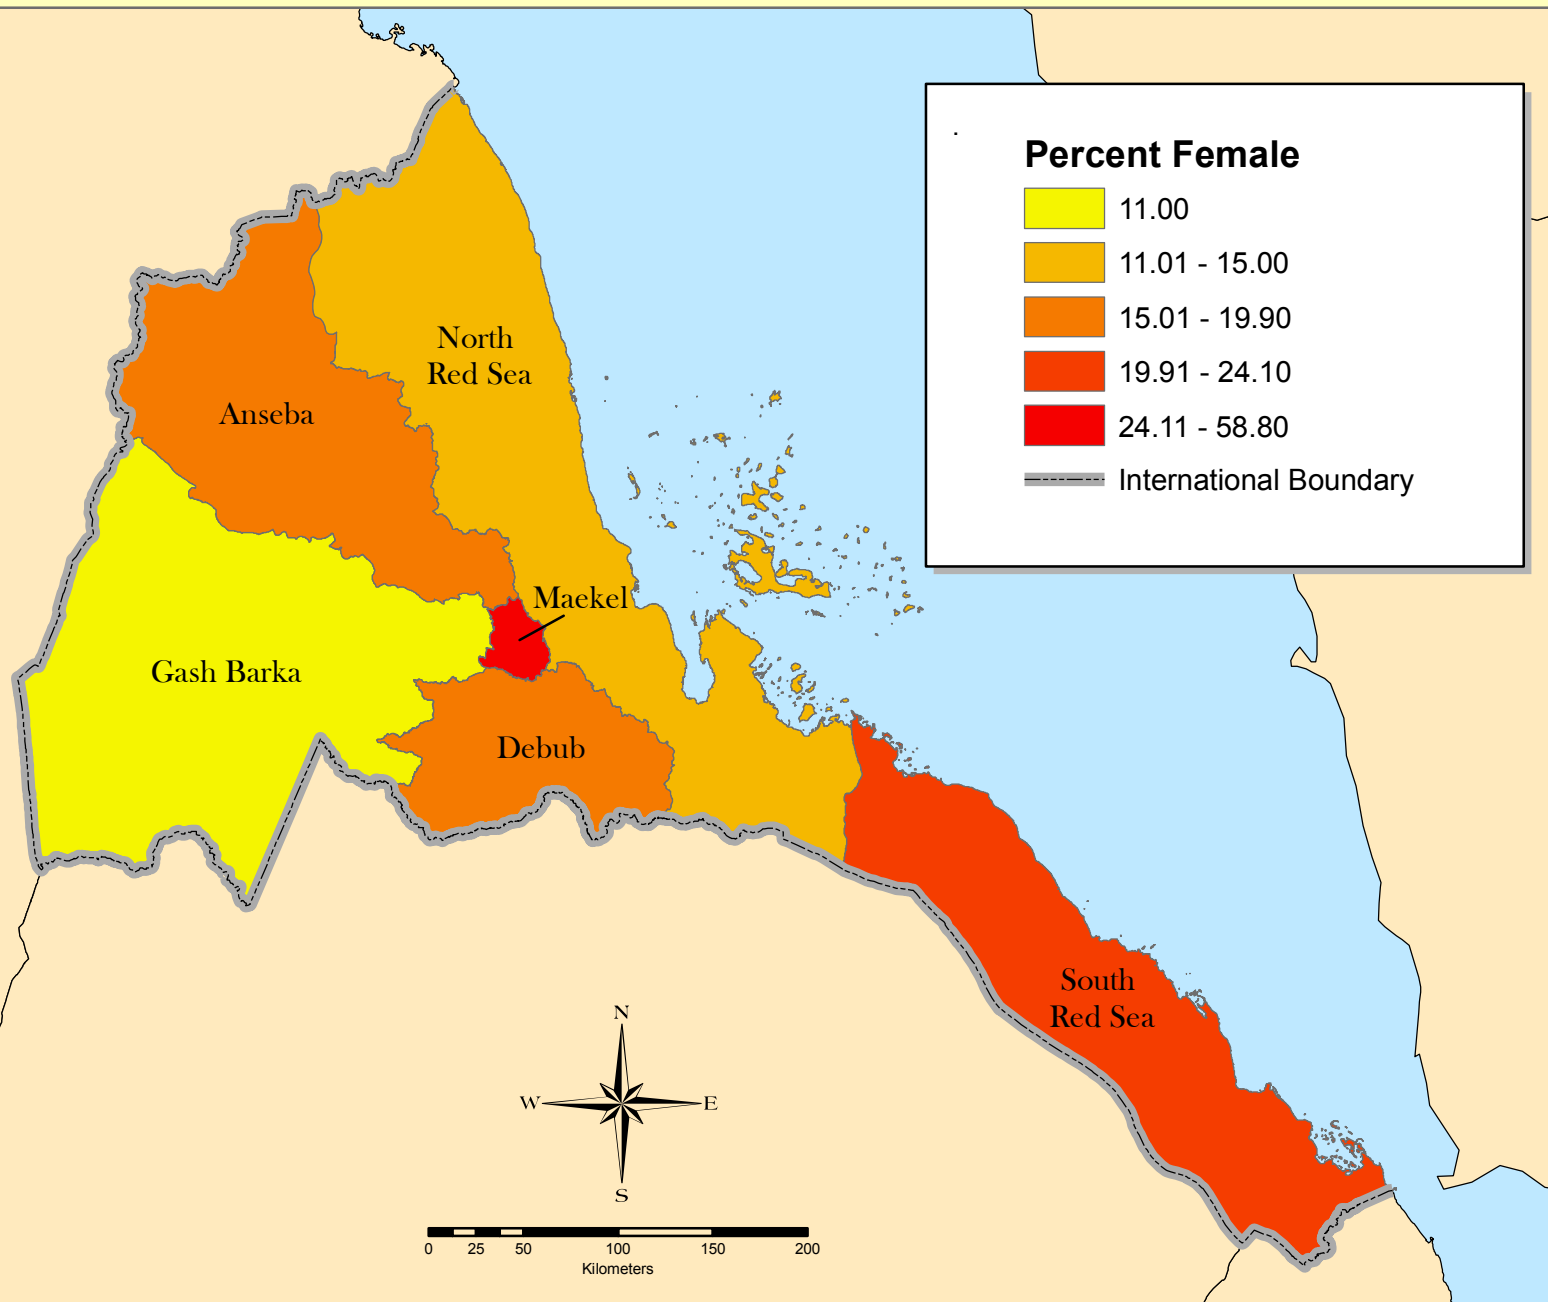 Percent Female
11.00
11.01 - 15.00
15.01 - 19.90
19.91 - 24.10
24.11 - 58.80
International Boundary
North
Red Sea
Anseba
Maekel
Gash Barka
Debub
South
Red Sea
N
W E
S
0 25 50 100 150 200
Kilometers